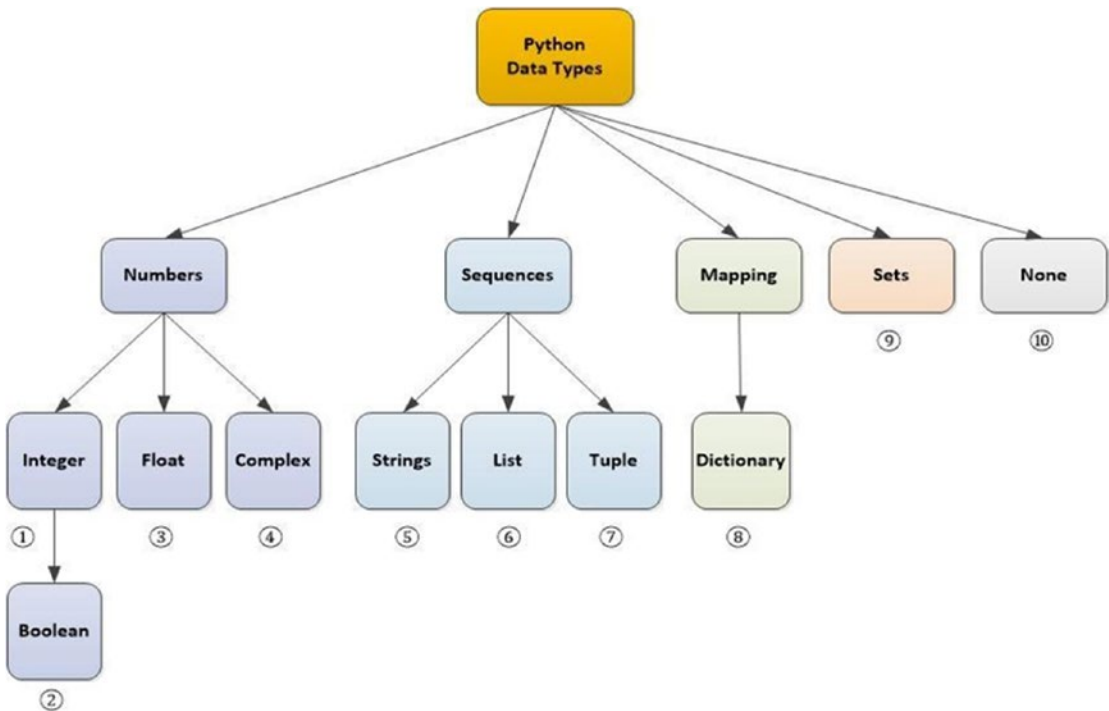 Python
Data Types
Numbers
Sequences
Mapping
Sets
None
⑨
⑩
Integer
Float
Complex
Strings
List
Tuple
Dictionary
①
③
④
⑤
⑥
⑦
⑧
Boolean
②